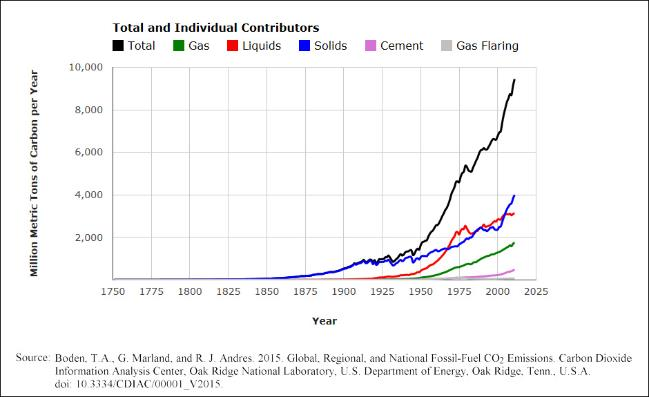 Total and Individual Contributors
Total Gas Liquids Solids Cement Gas Flaring
10,000
8,000
6,000
4,000
2,000
Million Metric Tons of Carbon per Year
1750 1775 1800 1825 1850 1875 1900 1925 1950 1975 2000 2025
Year
Source: Boden, T.A., G. Marland, and R. J. Andres. 2015. Global, Regional, and National Fossil-Fuel CO₂ Emissions. Carbon Dioxide
Information Analysis Center, Oak Ridge National Laboratory, U.S. Department of Energy, Oak Ridge, Tenn., U.S.A.
doi: 10.3334/CDIAC/00001_V2015.